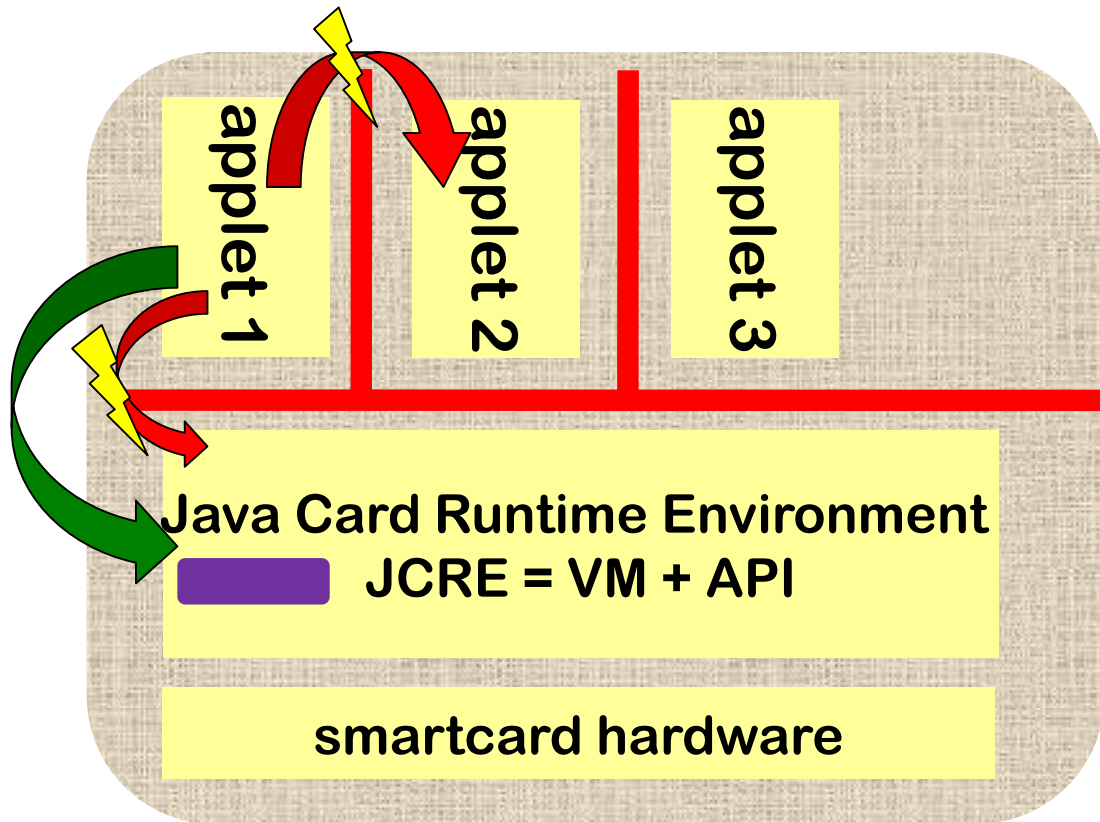 applet 1
applet 2
applet 3
Java Card Runtime Environment
JCRE = VM + API
smartcard hardware